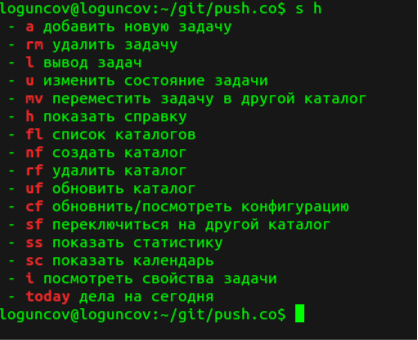 loguncov@loguncov:~/git/push.co$ s h
- a добавить новую задачу
- rm удалить задачу
- l вывод задач
- u изменить состояние задачи
- mv переместить задачу в другой каталог
- h показать справку
- fl список каталогов
- nf создать каталог
- rf удалить каталог
- uf обновить каталог
- cf обновнить/посмотреть конфигурацию
- sf переключиться на другой каталог
- ss показать статистику
- sc показать календарь
- i посмотреть свойства задачи
- today дела на сегодня
loguncov@loguncov:~/git/push.co$